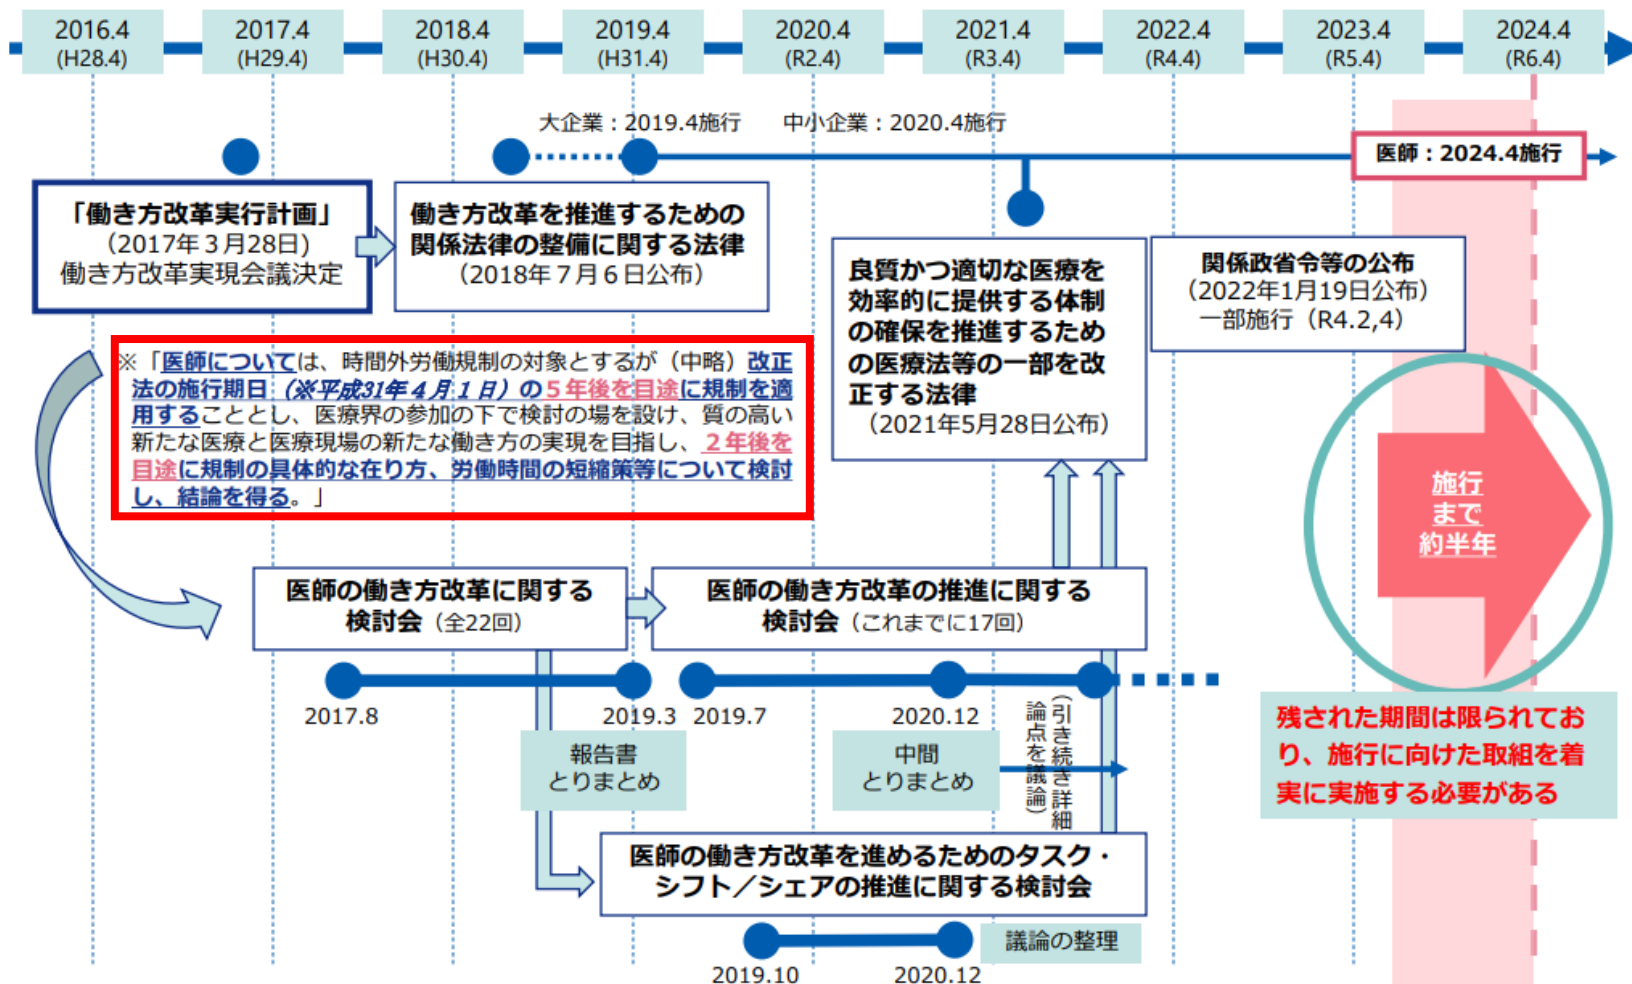 2016.4
(H28.4)
2017.4
(H29.4)
2018.4
(H30.4)
2019.4
(H31.4)
2020.4
(R2.4)
2021.4
(R3.4)
2022.4
(R4.4)
2023.4
(R5.4)
2024.4
(R6.4)
大企業：2019.4施行
中小企業：2020.4施行
医師：2024.4施行
「働き方改革実行計画」
（2017年３月28日)
働き方改革実現会議決定
働き方改革を推進するための
関係法律の整備に関する法律
（2018年７月６日公布）
良質かつ適切な医療を
効率的に提供する体制
の確保を推進するため
の医療法等の一部を改
正する法律
（2021年5月28日公布）
関係政省令等の公布
（2022年1月19日公布）
一部施行（R4.2,4）
※「医師については、時間外労働規制の対象とするが（中略）改正
法の施行期日（※平成31年４月１日）の５年後を目途に規制を適
用することとし、医療界の参加の下で検討の場を設け、質の高い
新たな医療と医療現場の新たな働き方の実現を目指し、２年後を
目途に規制の具体的な在り方、労働時間の短縮策等について検討
し、結論を得る。」
施行
まで
約半年
医師の働き方改革に関する
検討会（全22回）
医師の働き方改革の推進に関する
検討会（これまでに17回）
2017.8
2019.3
2019.7
2020.12
報告書
とりまとめ
中間
とりまとめ
（引き続き詳細
論点を議論）
残された期間は限られてお
り、施行に向けた取組を着
実に実施する必要がある
医師の働き方改革を進めるためのタスク・
シフト／シェアの推進に関する検討会
2019.10
2020.12
議論の整理